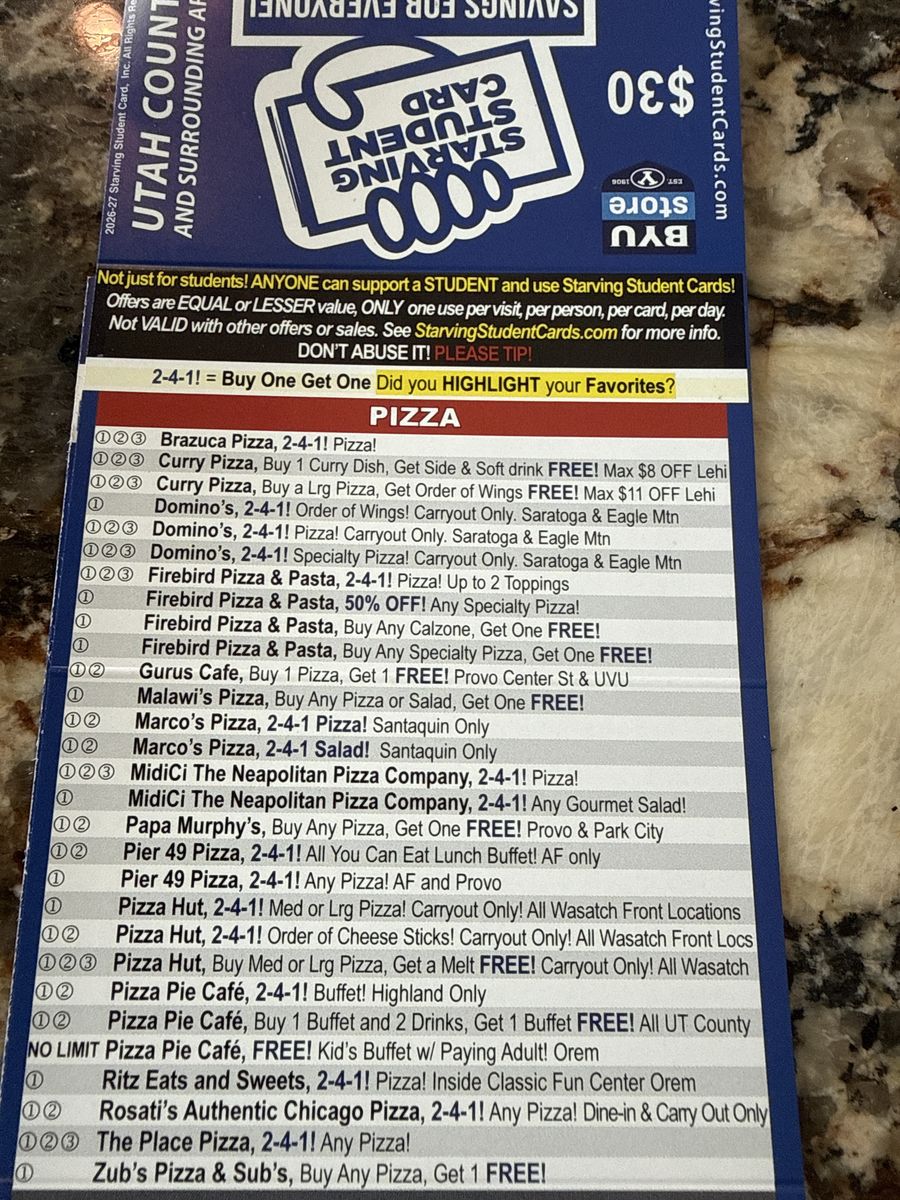 2026-27 Starving Student Card, Inc. All Rights Re
UTAH COUNT
AND SURROUNDING AR
SAVINGS FOR EVERYONE!
STARVING
STUDENT
CARD
$30
vingStudentCards.com
EST. Y 1906
BYU
store
Not just for students! ANYONE can support a STUDENT and use Starving Student Cards!
Offers are EQUAL or LESSER value, ONLY one use per visit, per person, per card, per day.
Not VALID with other offers or sales. See StarvingStudentCards.com for more info.
DON'T ABUSE IT! PLEASE TIP!
2-4-1! = Buy One Get One Did you HIGHLIGHT your Favorites?
PIZZA
①②③ Brazuca Pizza, 2-4-1! Pizza!
①②③ Curry Pizza, Buy 1 Curry Dish, Get Side & Soft drink FREE! Max $8 OFF Lehi
①②③ Curry Pizza, Buy a Lrg Pizza, Get Order of Wings FREE! Max $11 OFF Lehi
① Domino's, 2-4-1! Order of Wings! Carryout Only. Saratoga & Eagle Mtn
①②③ Domino's, 2-4-1! Pizza! Carryout Only. Saratoga & Eagle Mtn
①②③ Domino's, 2-4-1! Specialty Pizza! Carryout Only. Saratoga & Eagle Mtn
①②③ Firebird Pizza & Pasta, 2-4-1! Pizza! Up to 2 Toppings
① Firebird Pizza & Pasta, 50% OFF! Any Specialty Pizza!
① Firebird Pizza & Pasta, Buy Any Calzone, Get One FREE!
① Firebird Pizza & Pasta, Buy Any Specialty Pizza, Get One FREE!
①② Gurus Cafe, Buy 1 Pizza, Get 1 FREE! Provo Center St & UVU
① Malawi's Pizza, Buy Any Pizza or Salad, Get One FREE!
①② Marco's Pizza, 2-4-1 Pizza! Santaquin Only
①② Marco's Pizza, 2-4-1 Salad! Santaquin Only
①②③ MidiCi The Neapolitan Pizza Company, 2-4-1! Pizza!
① MidiCi The Neapolitan Pizza Company, 2-4-1! Any Gourmet Salad!
①② Papa Murphy's, Buy Any Pizza, Get One FREE! Provo & Park City
①② Pier 49 Pizza, 2-4-1! All You Can Eat Lunch Buffet! AF only
① Pier 49 Pizza, 2-4-1! Any Pizza! AF and Provo
① Pizza Hut, 2-4-1! Med or Lrg Pizza! Carryout Only! All Wasatch Front Locations
①② Pizza Hut, 2-4-1! Order of Cheese Sticks! Carryout Only! All Wasatch Front Locs
①②③ Pizza Hut, Buy Med or Lrg Pizza, Get a Melt FREE! Carryout Only! All Wasatch
①② Pizza Pie Café, 2-4-1! Buffet! Highland Only
①② Pizza Pie Café, Buy 1 Buffet and 2 Drinks, Get 1 Buffet FREE! All UT County
NO LIMIT Pizza Pie Café, FREE! Kid's Buffet w/ Paying Adult! Orem
① Ritz Eats and Sweets, 2-4-1! Pizza! Inside Classic Fun Center Orem
①② Rosati's Authentic Chicago Pizza, 2-4-1! Any Pizza! Dine-in & Carry Out Only
①②③ The Place Pizza, 2-4-1! Any Pizza!
① Zub's Pizza & Sub's, Buy Any Pizza, Get 1 FREE!